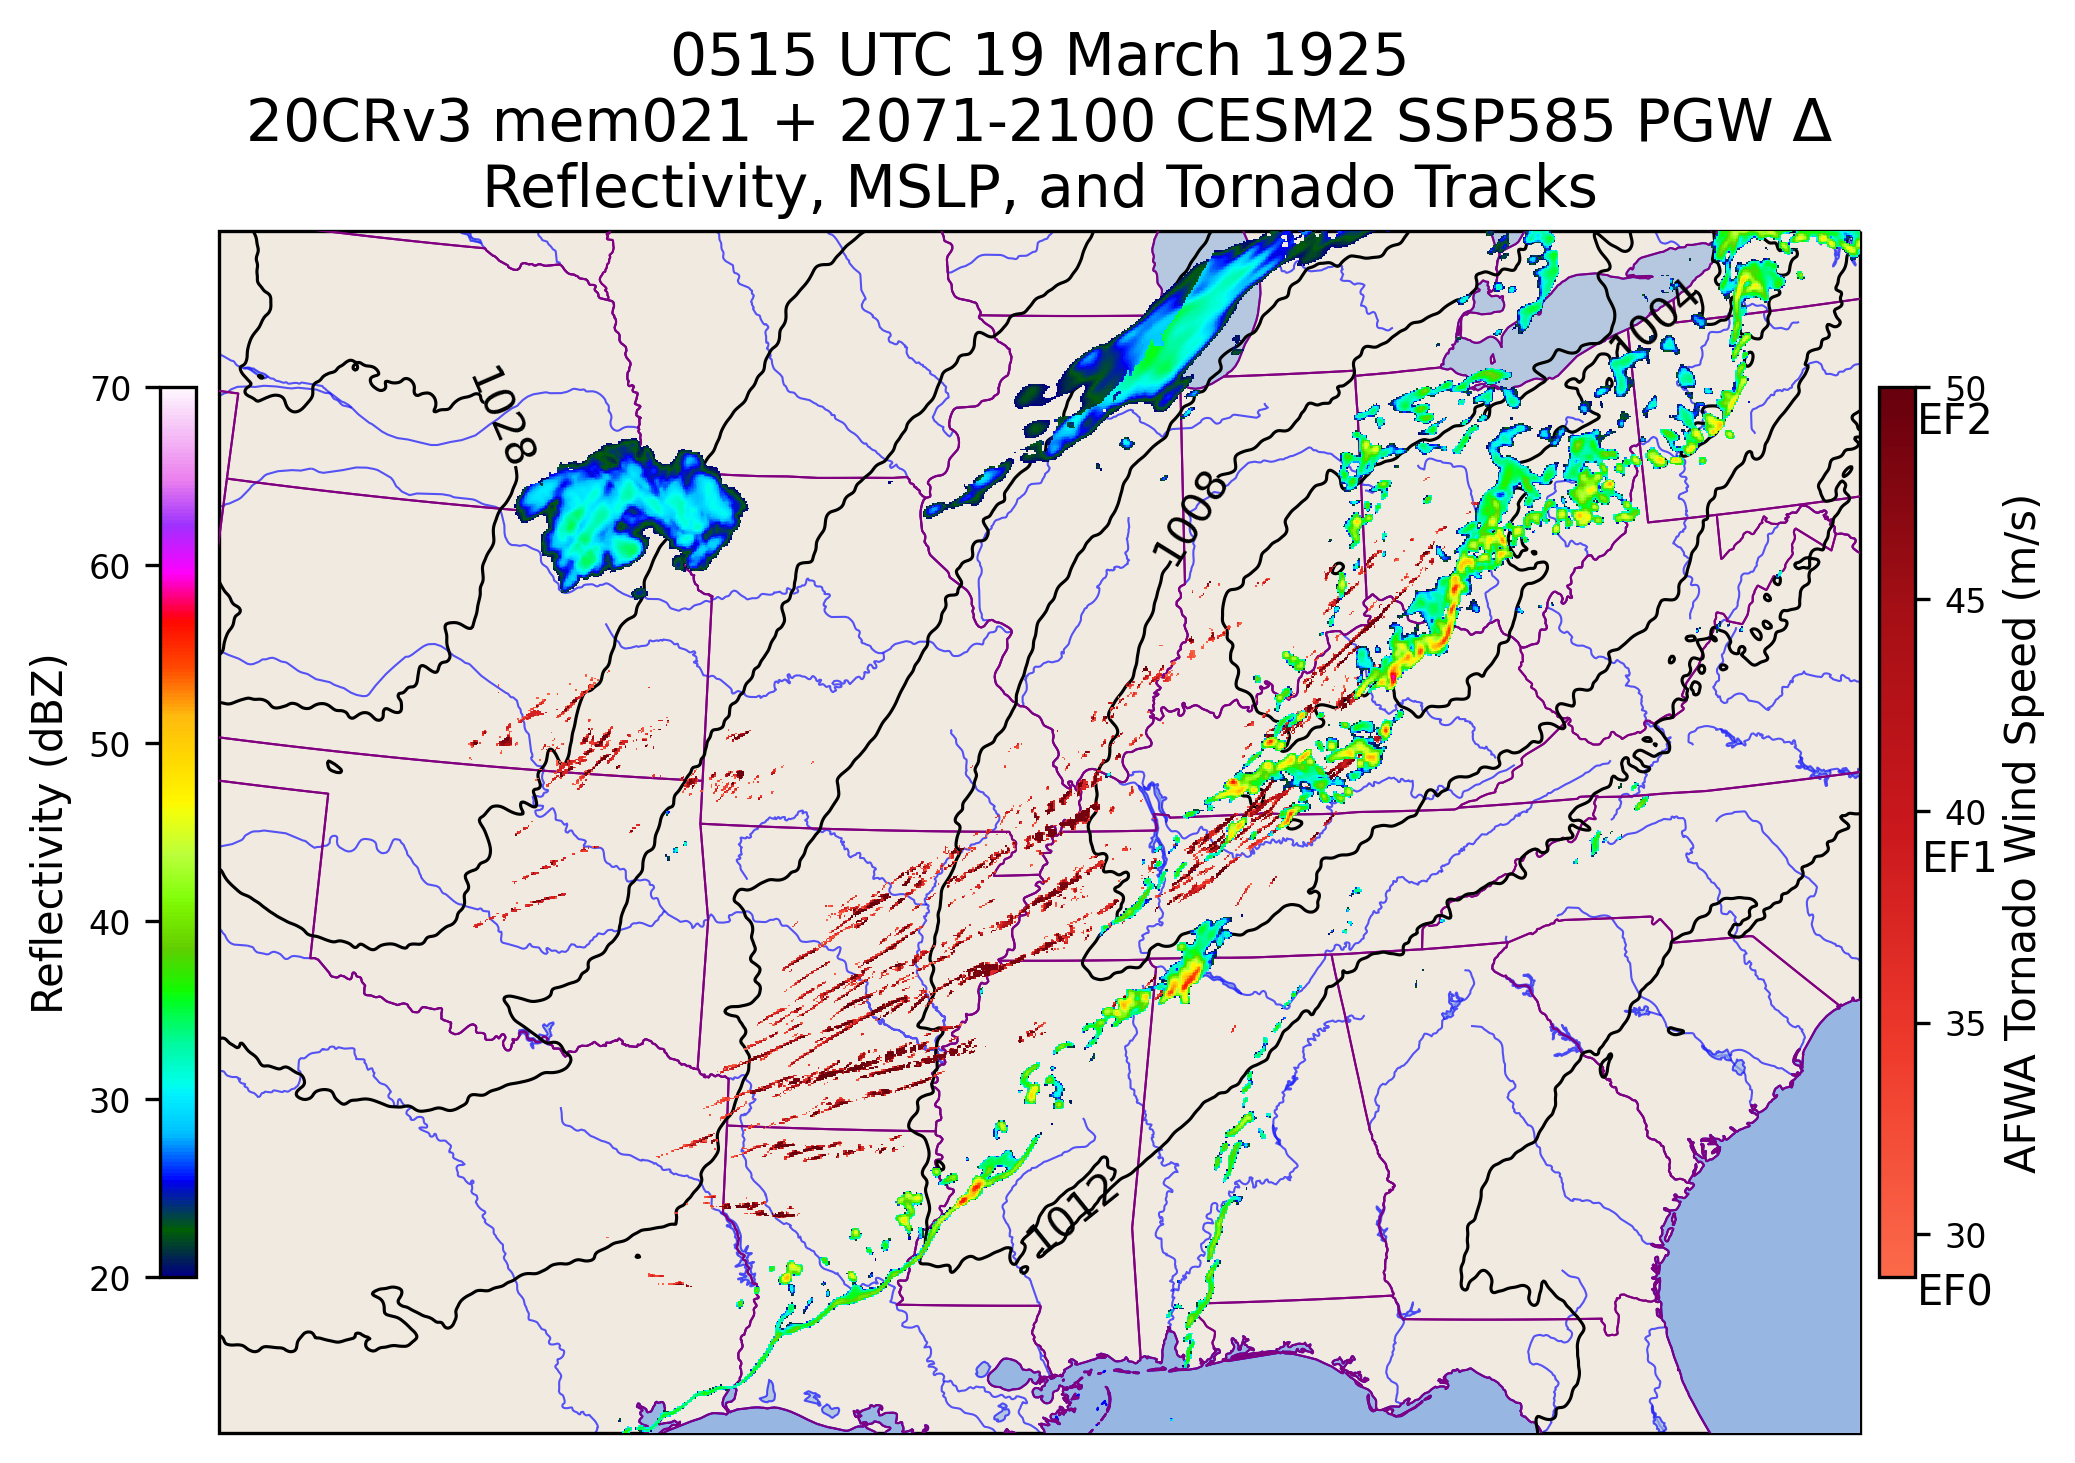 0515 UTC 19 March 1925
20CRv3 mem021 + 2071-2100 CESM2 SSP585 PGW Δ
Reflectivity, MSLP, and Tornado Tracks
Reflectivity (dBZ)
70
60
50
40
30
20
1028
1008
1004
1012
50
EF2
45
40
EF1
35
30
EF0
AFWA Tornado Wind Speed (m/s)